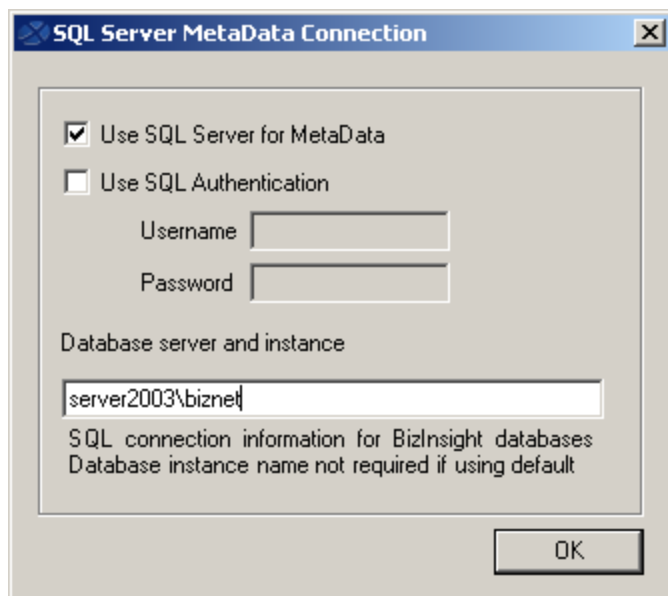 SQL Server MetaData Connection
Use SQL Server for MetaData
Use SQL Authentication
Username
Password
Database server and instance
server2003\biznet
SQL connection information for BizInsight databases
Database instance name not required if using default
OK